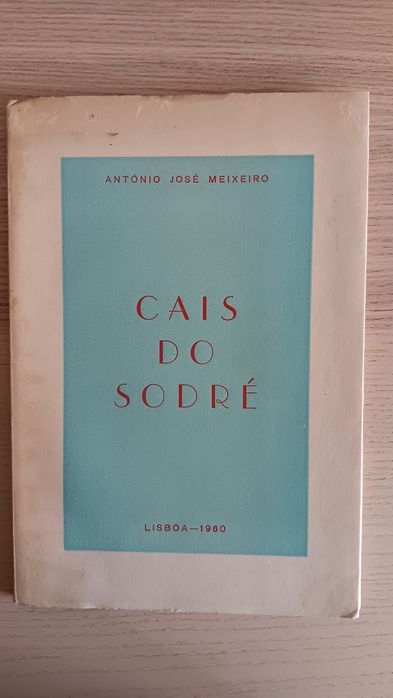 ANTÓNIO JOSÉ MEIXEIRO
CAIS
DO
SODRÉ
LISBOA—1960